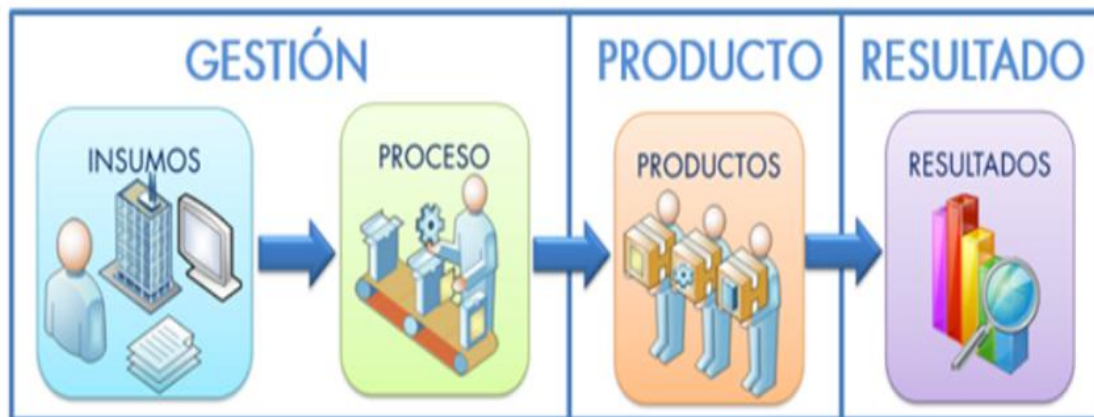 GESTIÓN
PRODUCTO
RESULTADO
INSUMOS
PROCESO
PRODUCTOS
RESULTADOS